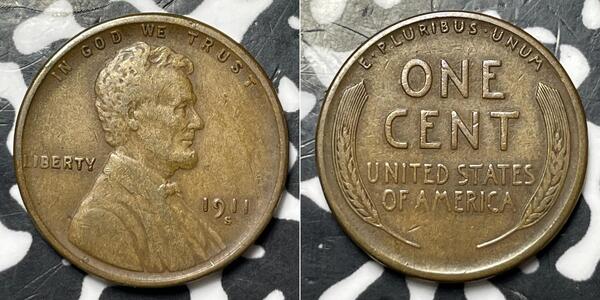 IN GOD WE TRUST
LIBERTY
1911
S
E·PLURIBUS·UNUM
ONE
CENT
UNITED STATES
OF AMERICA